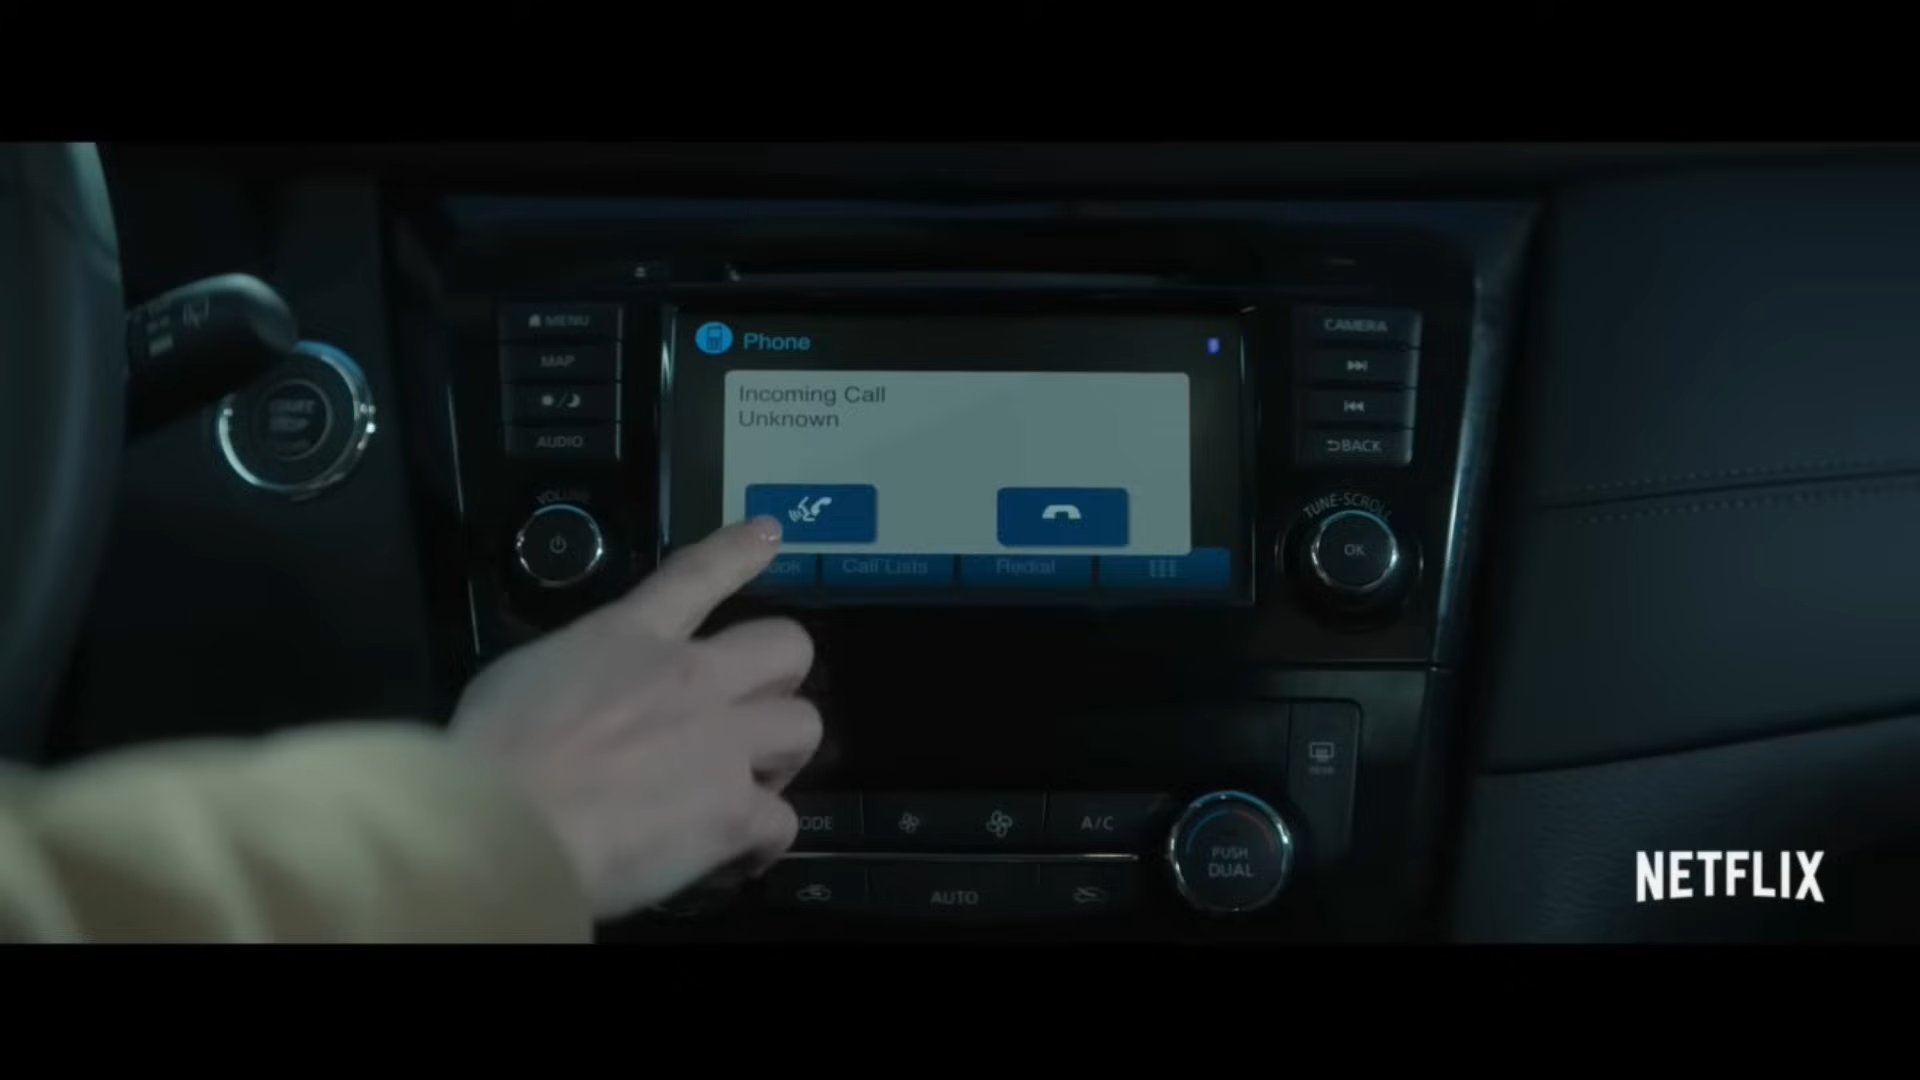 MENU
MAP
AUDIO
VOLUME
Phone
Incoming Call
Unknown
Call Lists
Redial
CAMERA
BACK
TUNE-SCROLL
OK
A/C
AUTO
PUSH
DUAL
NETFLIX